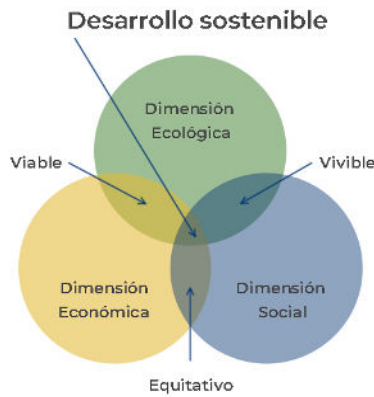 Desarrollo sostenible
Dimensión
Ecológica
Viable
Vivible
Dimensión
Económica
Dimensión
Social
Equitativo